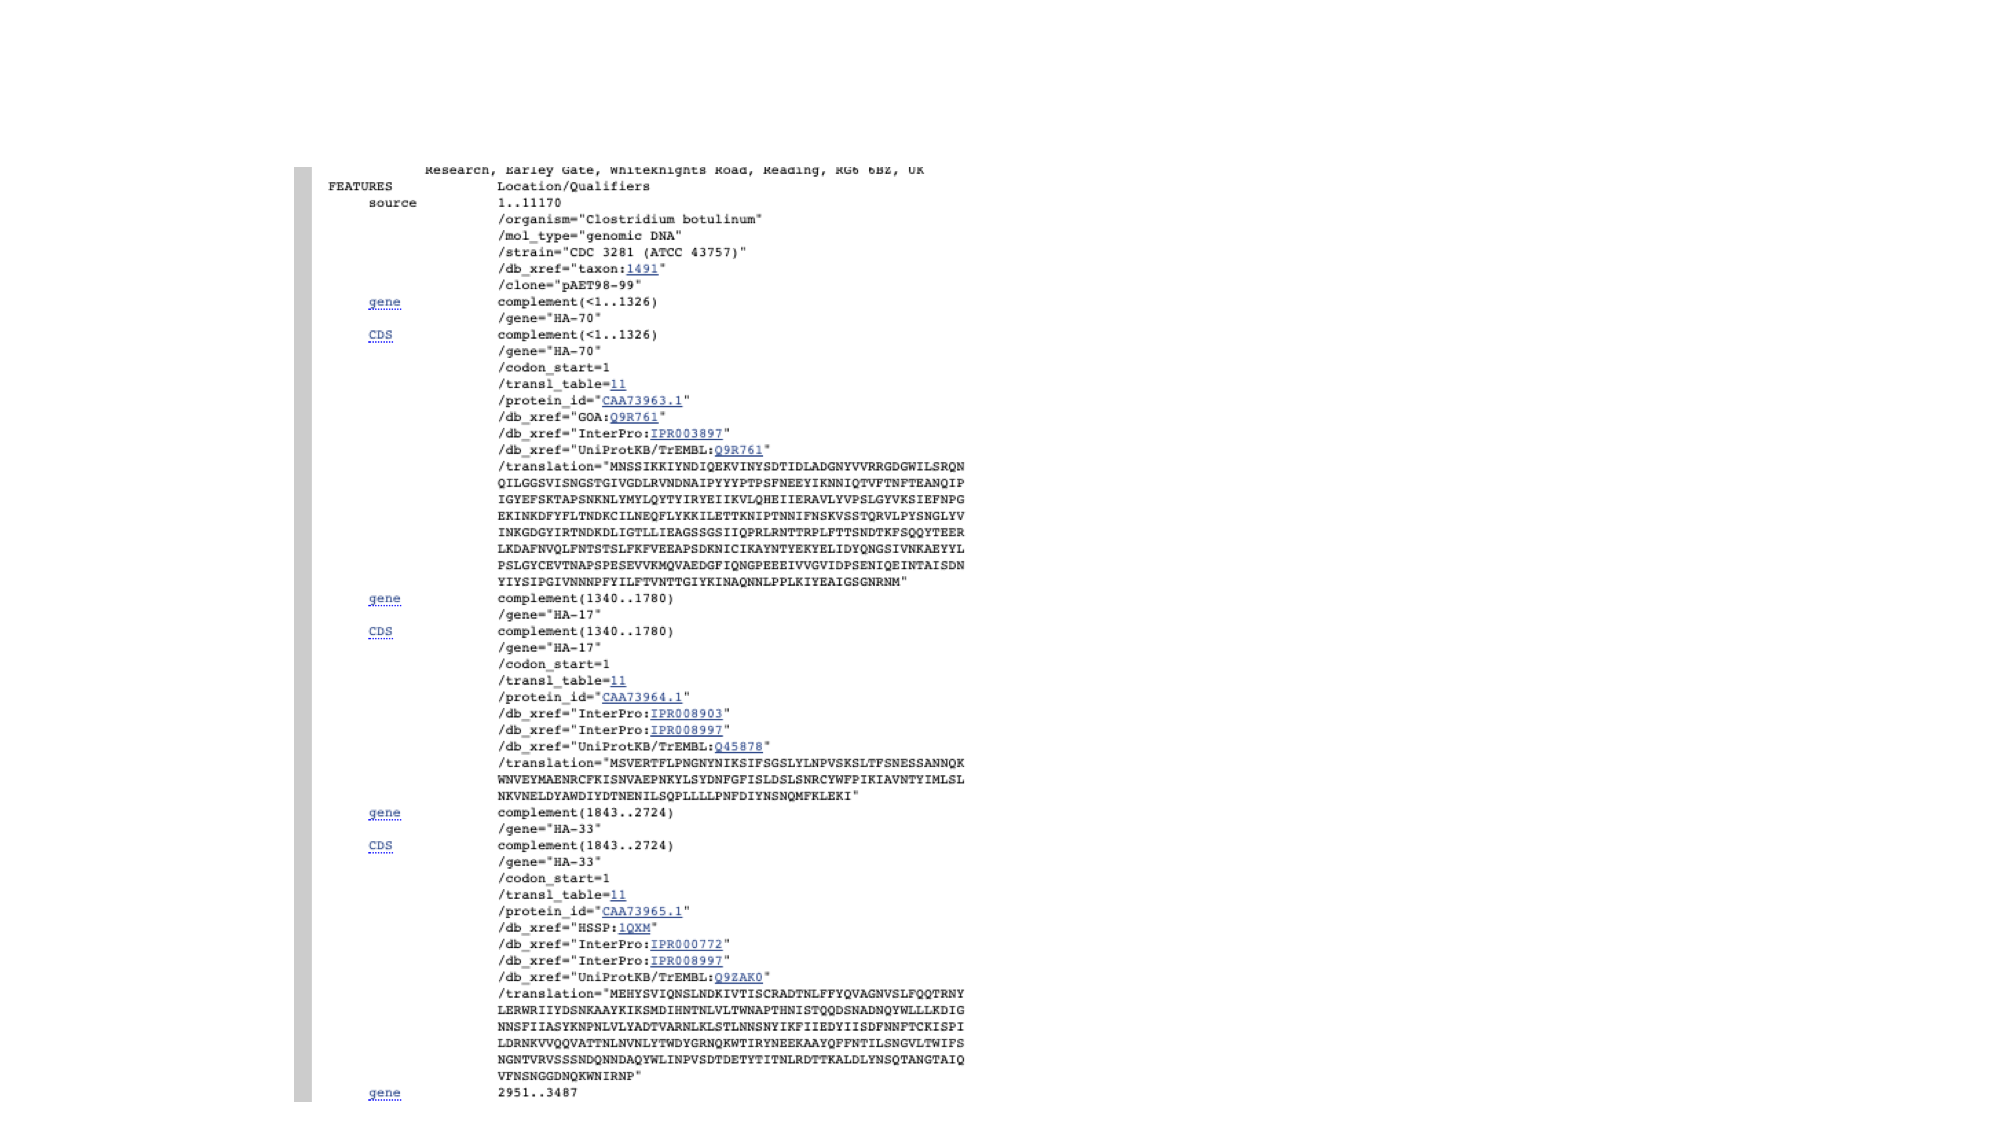 Research, Earley Gate, Whiteknights Road, Reading, RG6 6BZ, UK
FEATURES Location/Qualifiers
source 1..11170
/organism="Clostridium botulinum"
/mol_type="genomic DNA"
/strain="CDC 3281 (ATCC 43757)"
/db_xref="taxon:1491"
/clone="pAET98-99"
gene complement(<1..1326)
/gene="HA-70"
CDS complement(<1..1326)
/gene="HA-70"
/codon_start=1
/transl_table=11
/protein_id="CAA73963.1"
/db_xref="GOA:Q9R761"
/db_xref="InterPro:IPR003897"
/db_xref="UniProtKB/TrEMBL:Q9R761"
/translation="MNSSIKKIYNDIQEKVINYSDTIDLADGNYVVRRGDGWILSRQN
QILGGSVISNGSTGIVGDLRVNDNAIPYYYPTPSFNEEYIKNNIQTVFTNFTEANQIP
IGYEFSKTAPSNKNLYMYLQYTYIRYEIIKVLQHEIIERAVLYVPSLGYVKSIEFNPG
EKINKDFYFLTNDKCILNEQFLYKKILETTKNIPTNNIFNSKVSSTQRVLPYSNGLYV
INKGDGYIRTNDKDLIGTLLIEAGSSGSIIQPRLRNTTRPLFTTSNDTKFSQQYTEER
LKDAFNVQLFNTSTSLFKFVEEAPSDKNICIKAYNTYEKYELIDYQNGSIVNKAEYYL
PSLGYCEVTNAPSPESEVVKMQVAEDGFIQNGPEEEIVVGVIDPSENIQEINTAISDN
YIYSIPGIVNNNPFYILFTVNTTGIYKINAQNNLPPLKIYEAIGSGNRNM"
gene complement(1340..1780)
/gene="HA-17"
CDS complement(1340..1780)
/gene="HA-17"
/codon_start=1
/transl_table=11
/protein_id="CAA73964.1"
/db_xref="InterPro:IPR008903"
/db_xref="InterPro:IPR008997"
/db_xref="UniProtKB/TrEMBL:Q45878"
/translation="MSVERTFLPNGNYNIKSIFSGSLYLNPVSKSLTFSNESSANNQK
WNVEYMAENRCFKISNVAEPNKYLSYDNFGFISLDSLSNRCYWFPIKIAVNTYIMLSL
NKVNELDYAWDIYDTNENILSQPLLLLPNFDIYNSNQMFKLEKI"
gene complement(1843..2724)
/gene="HA-33"
CDS complement(1843..2724)
/gene="HA-33"
/codon_start=1
/transl_table=11
/protein_id="CAA73965.1"
/db_xref="HSSP:1QXM"
/db_xref="InterPro:IPR000772"
/db_xref="InterPro:IPR008997"
/db_xref="UniProtKB/TrEMBL:Q9ZAK0"
/translation="MEHYSVIQNSLNDKIVTISCRADTNLFFYQVAGNVSLFQQTRNY
LERWRIIYDSNKAAYKIKSMDIHNTNLVLTWNAPTHNISTQQDSNADNQYWLLLKDIG
NNSFIIASYKNPNLVLYADTVARNLKLSTLNNSNYIKFIIEDYIISDFNNFTCKISPI
LDRNKVVQQVATTNLNVNLYTWDYGRNQKWTIRYNEEKAAYQFFNTILSNGVLTWIFS
NGNTVRVSSSNDQNNDAQYWLINPVSDTDETYTITNLRDTTKALDLYNSQTANGTAIQ
VFNSNGGDNQKWNIRNP"
gene 2951..3487